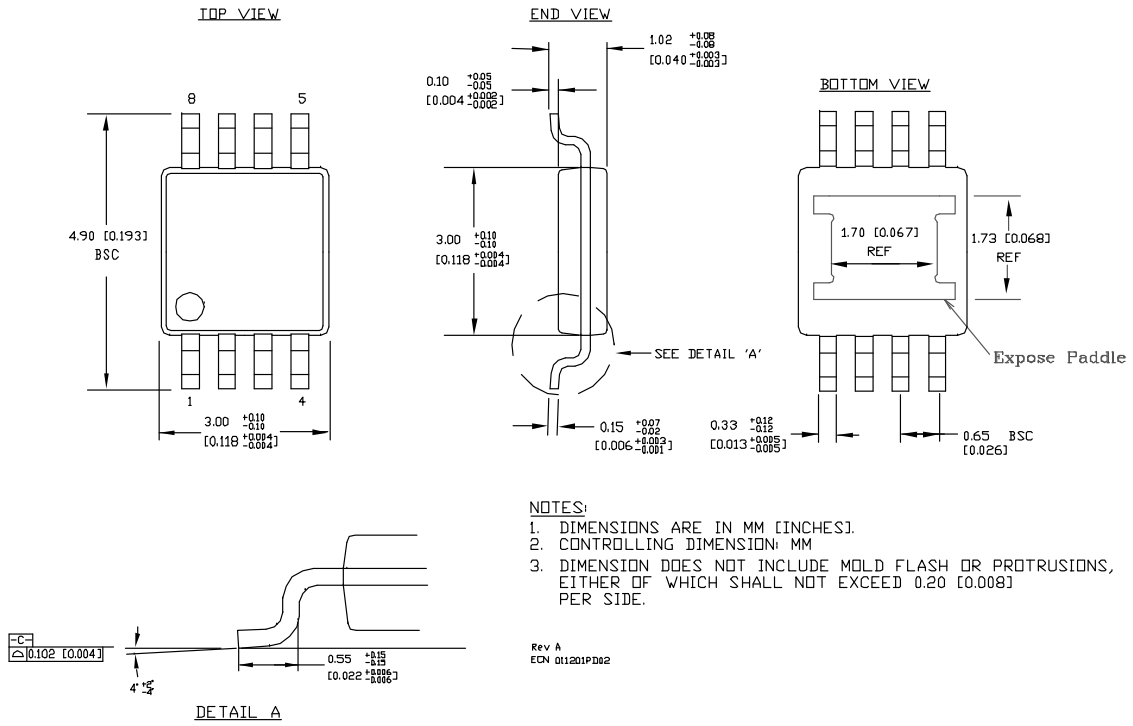 TOP VIEW
8 5
4.90 [0.193]
BSC
1 4
3.00 +0.10 -0.10
[0.118 +0.004 -0.004]
END VIEW
1.02 +0.08 -0.08
[0.040 +0.003 -0.003]
0.10 +0.05 -0.05
[0.004 +0.002 -0.002]
3.00 +0.10 -0.10
[0.118 +0.004 -0.004]
SEE DETAIL 'A'
0.15 +0.07 -0.02
[0.006 +0.003 -0.001]
BOTTOM VIEW
1.70 [0.067]
REF
1.73 [0.068]
REF
Expose Paddle
0.33 +0.12 -0.12
[0.013 +0.005 -0.005]
0.65 BSC
[0.026]
NOTES:
1. DIMENSIONS ARE IN MM [INCHES].
2. CONTROLLING DIMENSION: MM
3. DIMENSION DOES NOT INCLUDE MOLD FLASH OR PROTRUSIONS,
EITHER OF WHICH SHALL NOT EXCEED 0.20 [0.008]
PER SIDE.
Rev A
ECN 011201PD02
-C-
0.102 [0.004]
4°
0.55 +0.15 -0.15
[0.022 +0.006 -0.006]
DETAIL A